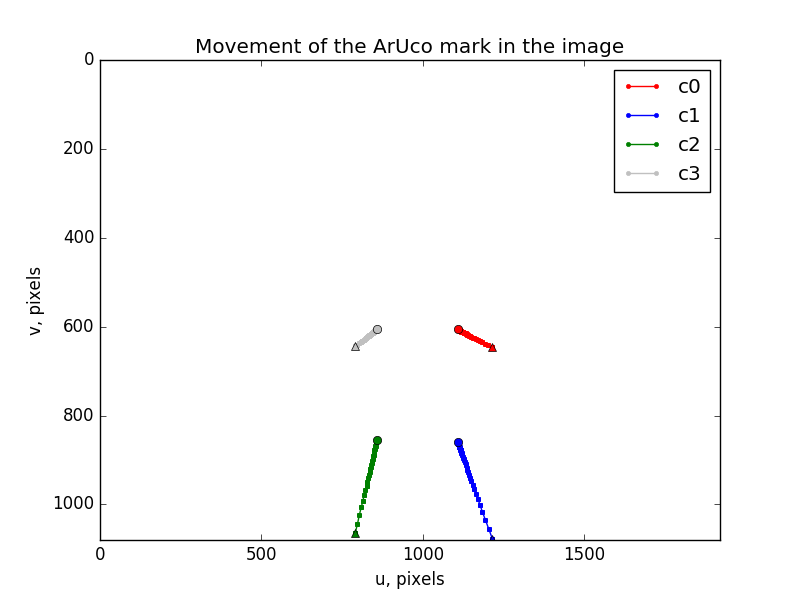 Movement of the ArUco mark in the image
0
200
400
600
800
1000
v, pixels
c0
c1
c2
c3
0
500
1000
1500
u, pixels